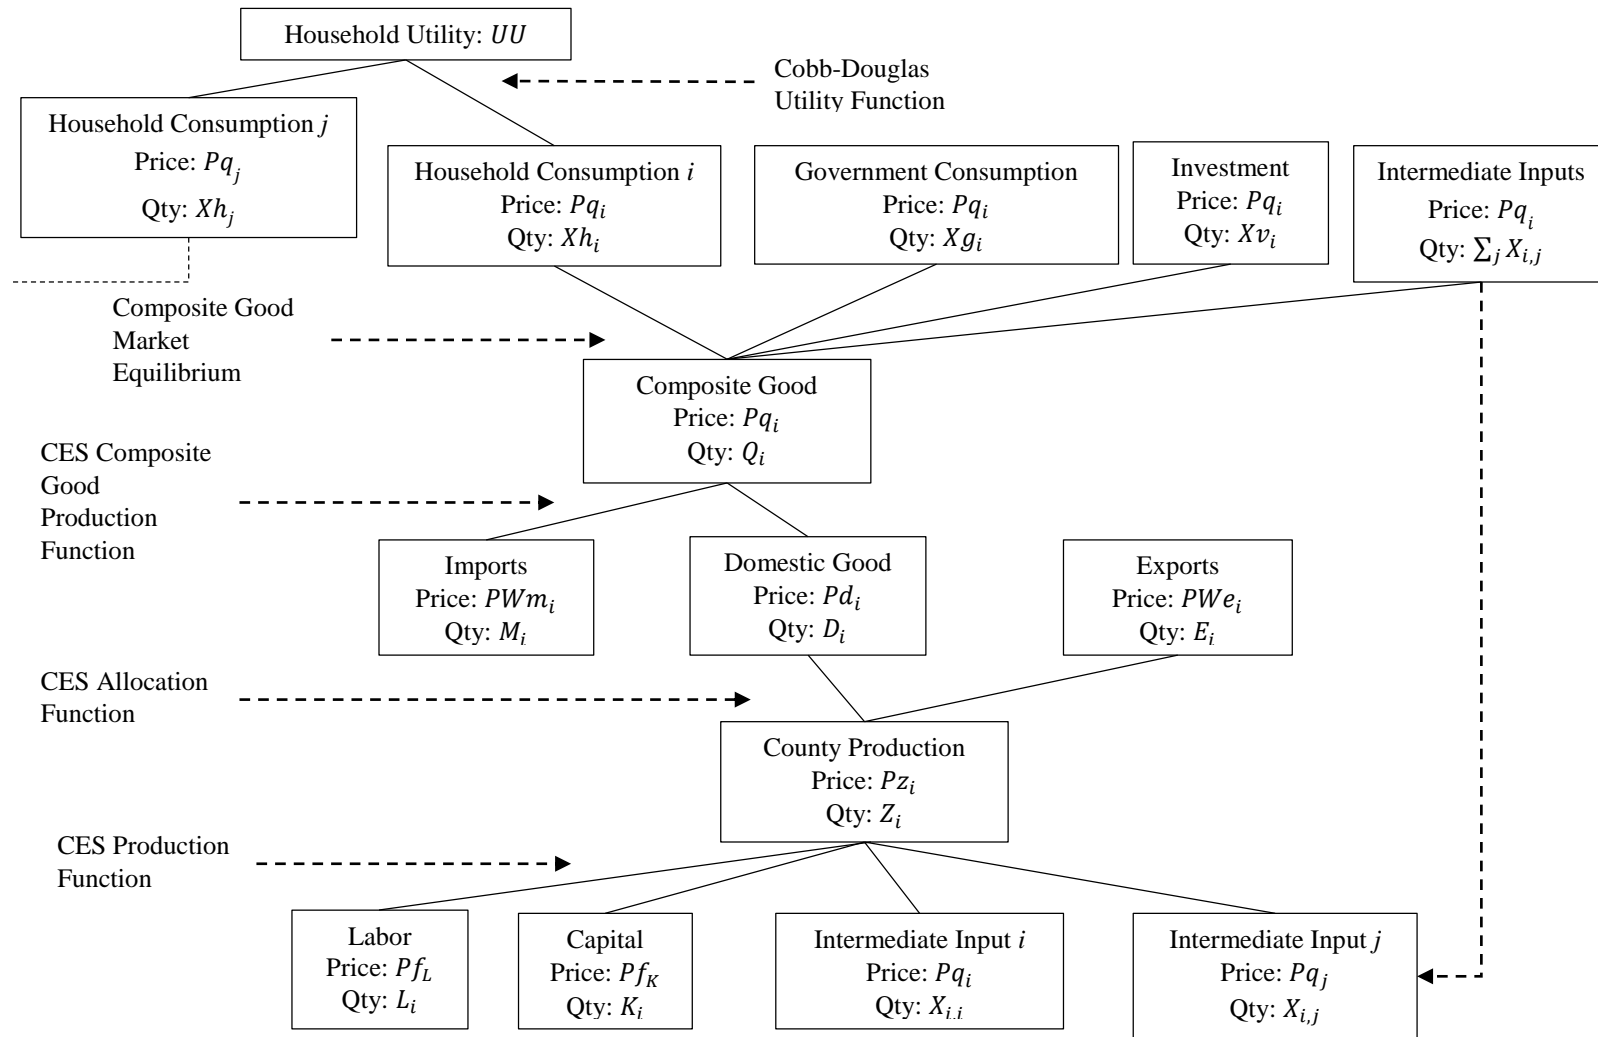 Household Utility: UU
Cobb-Douglas
Utility Function
Household Consumption j
Price: Pq_j
Qty: Xh_j
Household Consumption i
Price: Pq_i
Qty: Xh_i
Government Consumption
Price: Pq_i
Qty: Xg_i
Investment
Price: Pq_i
Qty: Xv_i
Intermediate Inputs
Price: Pq_i
Qty: ∑_j X_{i,j}
Composite Good
Market
Equilibrium
Composite Good
Price: Pq_i
Qty: Q_i
CES Composite
Good
Production
Function
Imports
Price: PWm_i
Qty: M_i
Domestic Good
Price: Pd_i
Qty: D_i
Exports
Price: PWe_i
Qty: E_i
CES Allocation
Function
County Production
Price: Pz_i
Qty: Z_i
CES Production
Function
Labor
Price: Pf_L
Qty: L_i
Capital
Price: Pf_K
Qty: K_i
Intermediate Input i
Price: Pq_i
Qty: X_{i,i}
Intermediate Input j
Price: Pq_j
Qty: X_{i,j}